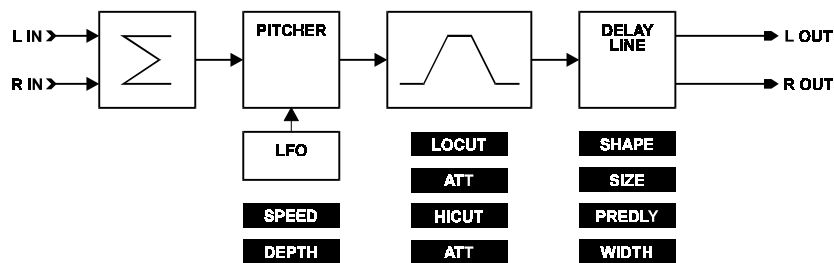 L IN
R IN
Σ
PITCHER
LFO
SPEED
DEPTH
LOCUT
ATT
HICUT
ATT
DELAY
LINE
SHAPE
SIZE
PREDLY
WIDTH
L OUT
R OUT